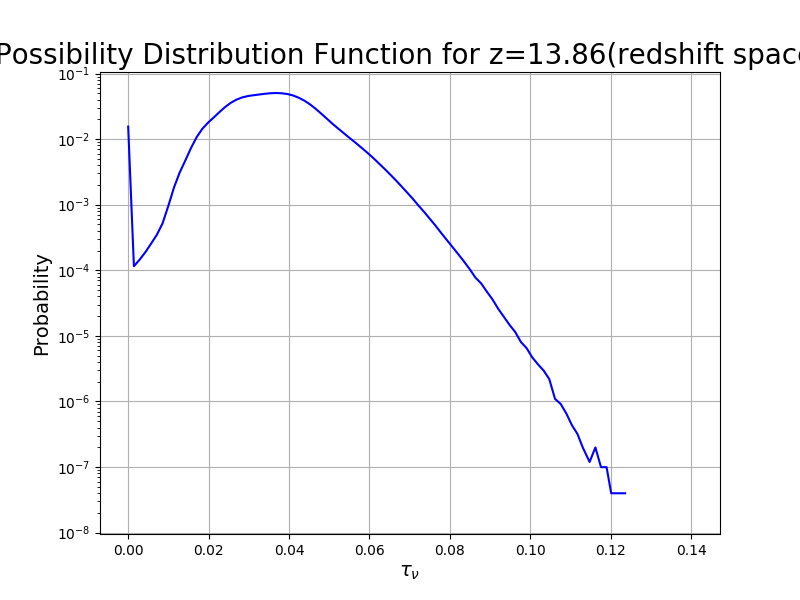 Possibility Distribution Function for z=13.86(redshift space
10⁻¹
10⁻²
10⁻³
10⁻⁴
10⁻⁵
10⁻⁶
10⁻⁷
10⁻⁸
Probability
0.00 0.02 0.04 0.06 0.08 0.10 0.12 0.14
τ_ν